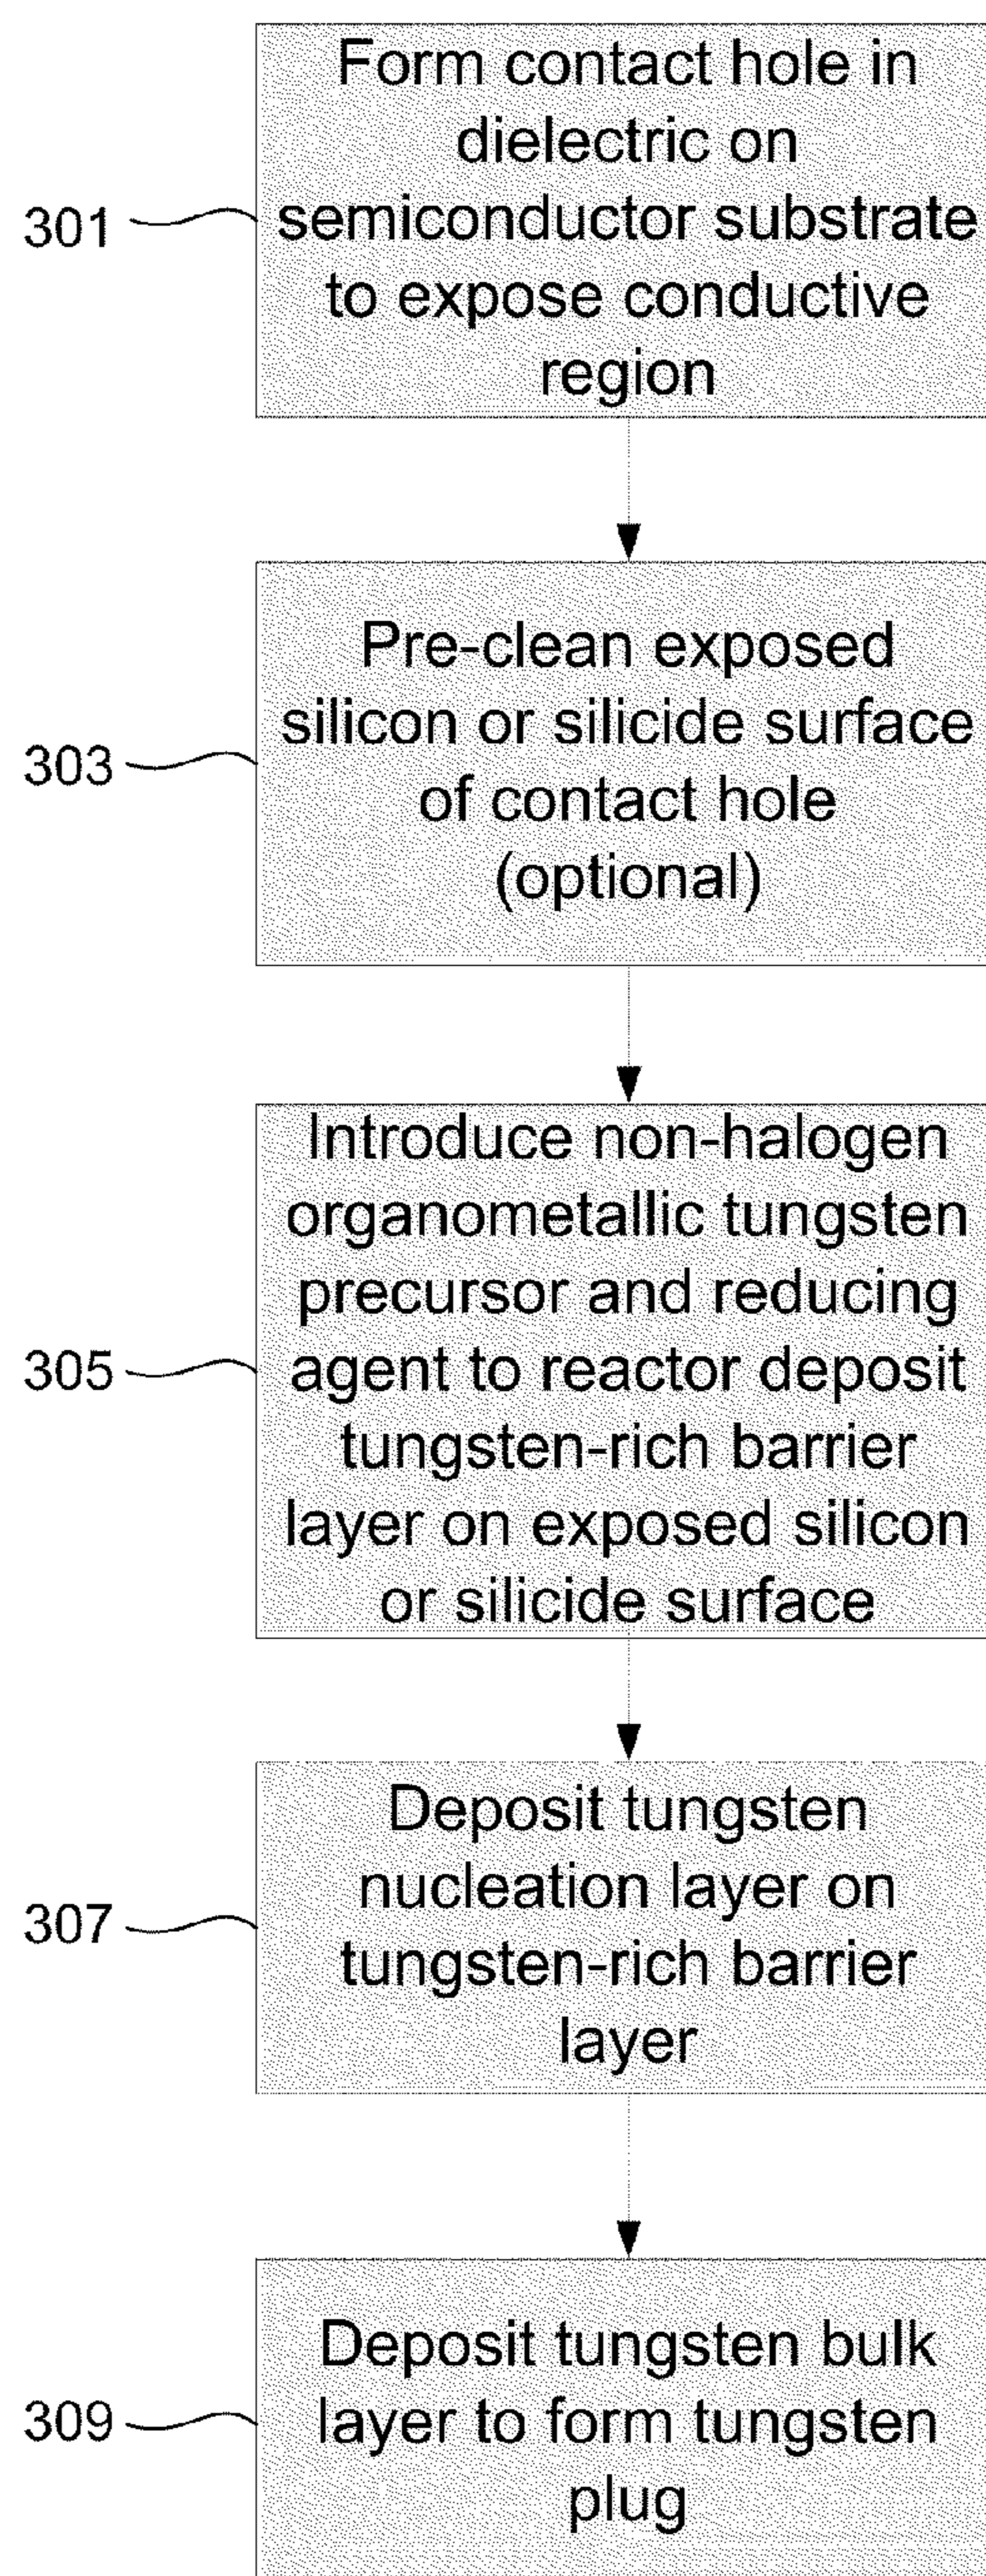 Form contact hole in
dielectric on
semiconductor substrate
to expose conductive
region
301
Pre-clean exposed
silicon or silicide surface
of contact hole
(optional)
303
Introduce non-halogen
organometallic tungsten
precursor and reducing
agent to reactor deposit
tungsten-rich barrier
layer on exposed silicon
or silicide surface
305
Deposit tungsten
nucleation layer on
tungsten-rich barrier
layer
307
Deposit tungsten bulk
layer to form tungsten
plug
309